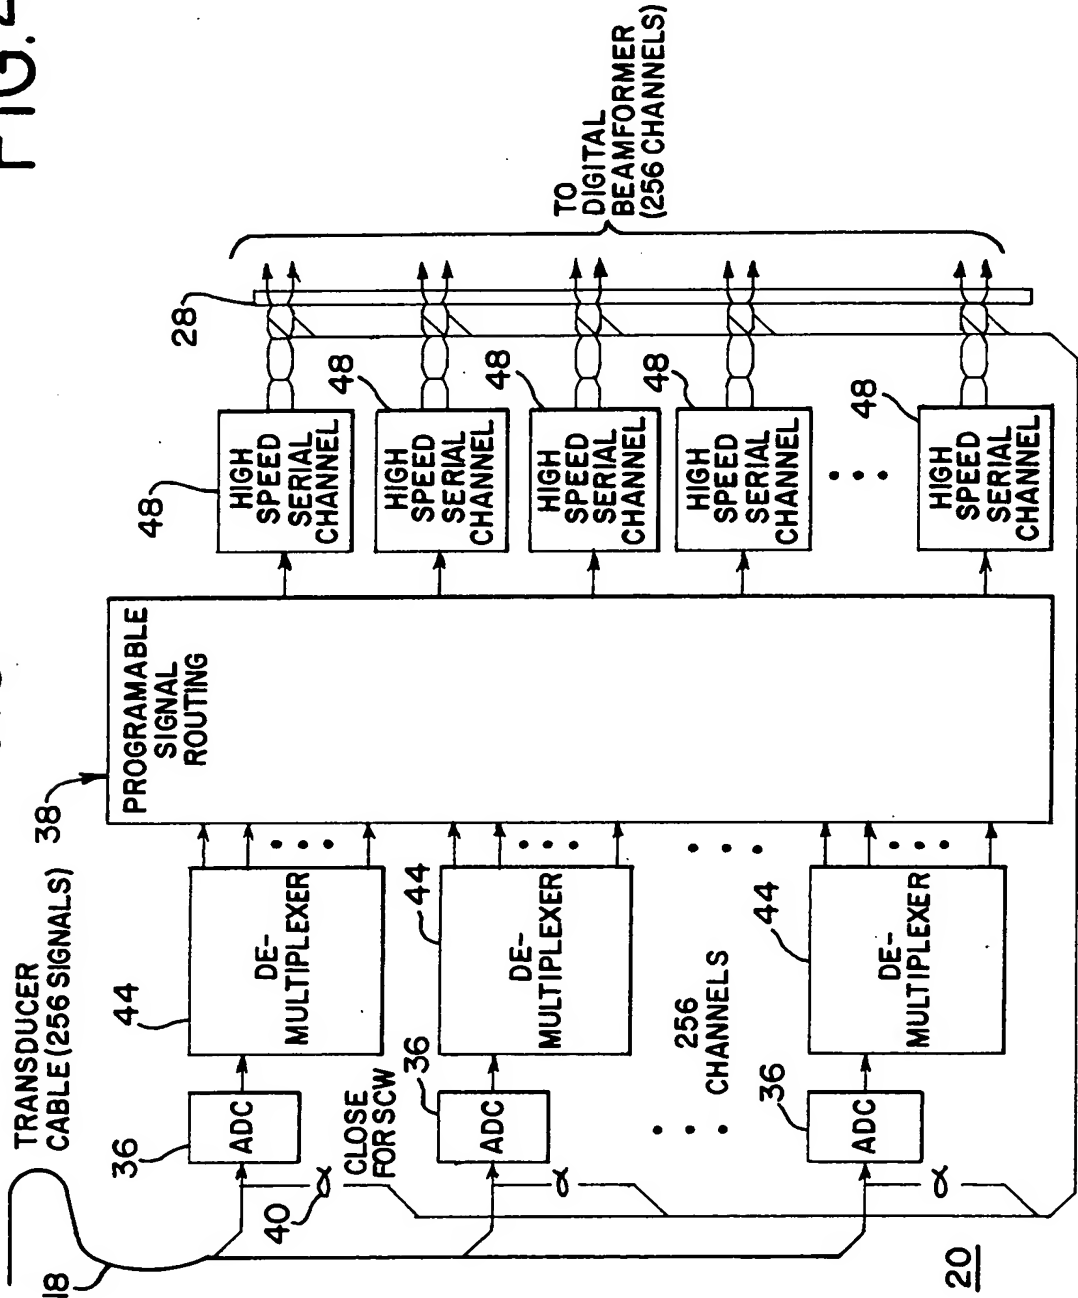 FIG. 2
TRANSDUCER
CABLE (256 SIGNALS)
18
38
PROGRAMABLE
SIGNAL
ROUTING
36
ADC
44
DE-
MULTIPLEXER
40
CLOSE
FOR SCW
36
ADC
44
DE-
MULTIPLEXER
256
CHANNELS
36
ADC
44
DE-
MULTIPLEXER
48
HIGH
SPEED
SERIAL
CHANNEL
48
HIGH
SPEED
SERIAL
CHANNEL
48
HIGH
SPEED
SERIAL
CHANNEL
48
HIGH
SPEED
SERIAL
CHANNEL
48
HIGH
SPEED
SERIAL
CHANNEL
28
TO
DIGITAL
BEAMFORMER
(256 CHANNELS)
20